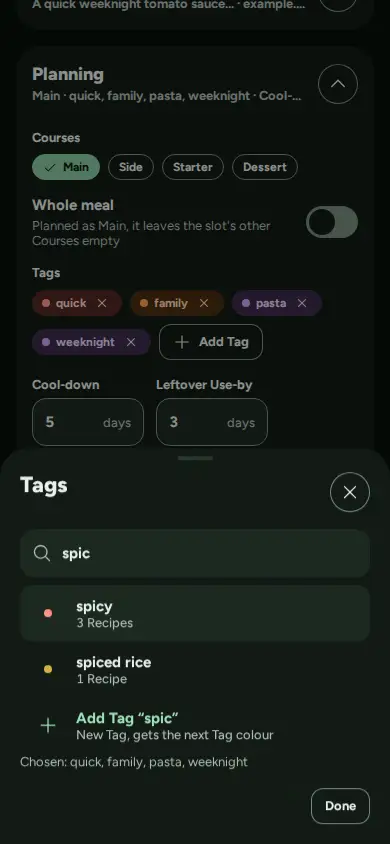 A quick weeknight tomato sauce... · example....
Planning
Main · quick, family, pasta, weeknight · Cool-...
Courses
Main
Side
Starter
Dessert
Whole meal
Planned as Main, it leaves the slot's other
Courses empty
Tags
quick
family
pasta
weeknight
Add Tag
Cool-down
Leftover Use-by
5 days
3 days
Tags
spic
spicy
3 Recipes
spiced rice
1 Recipe
Add Tag “spic”
New Tag, gets the next Tag colour
Chosen: quick, family, pasta, weeknight
Done